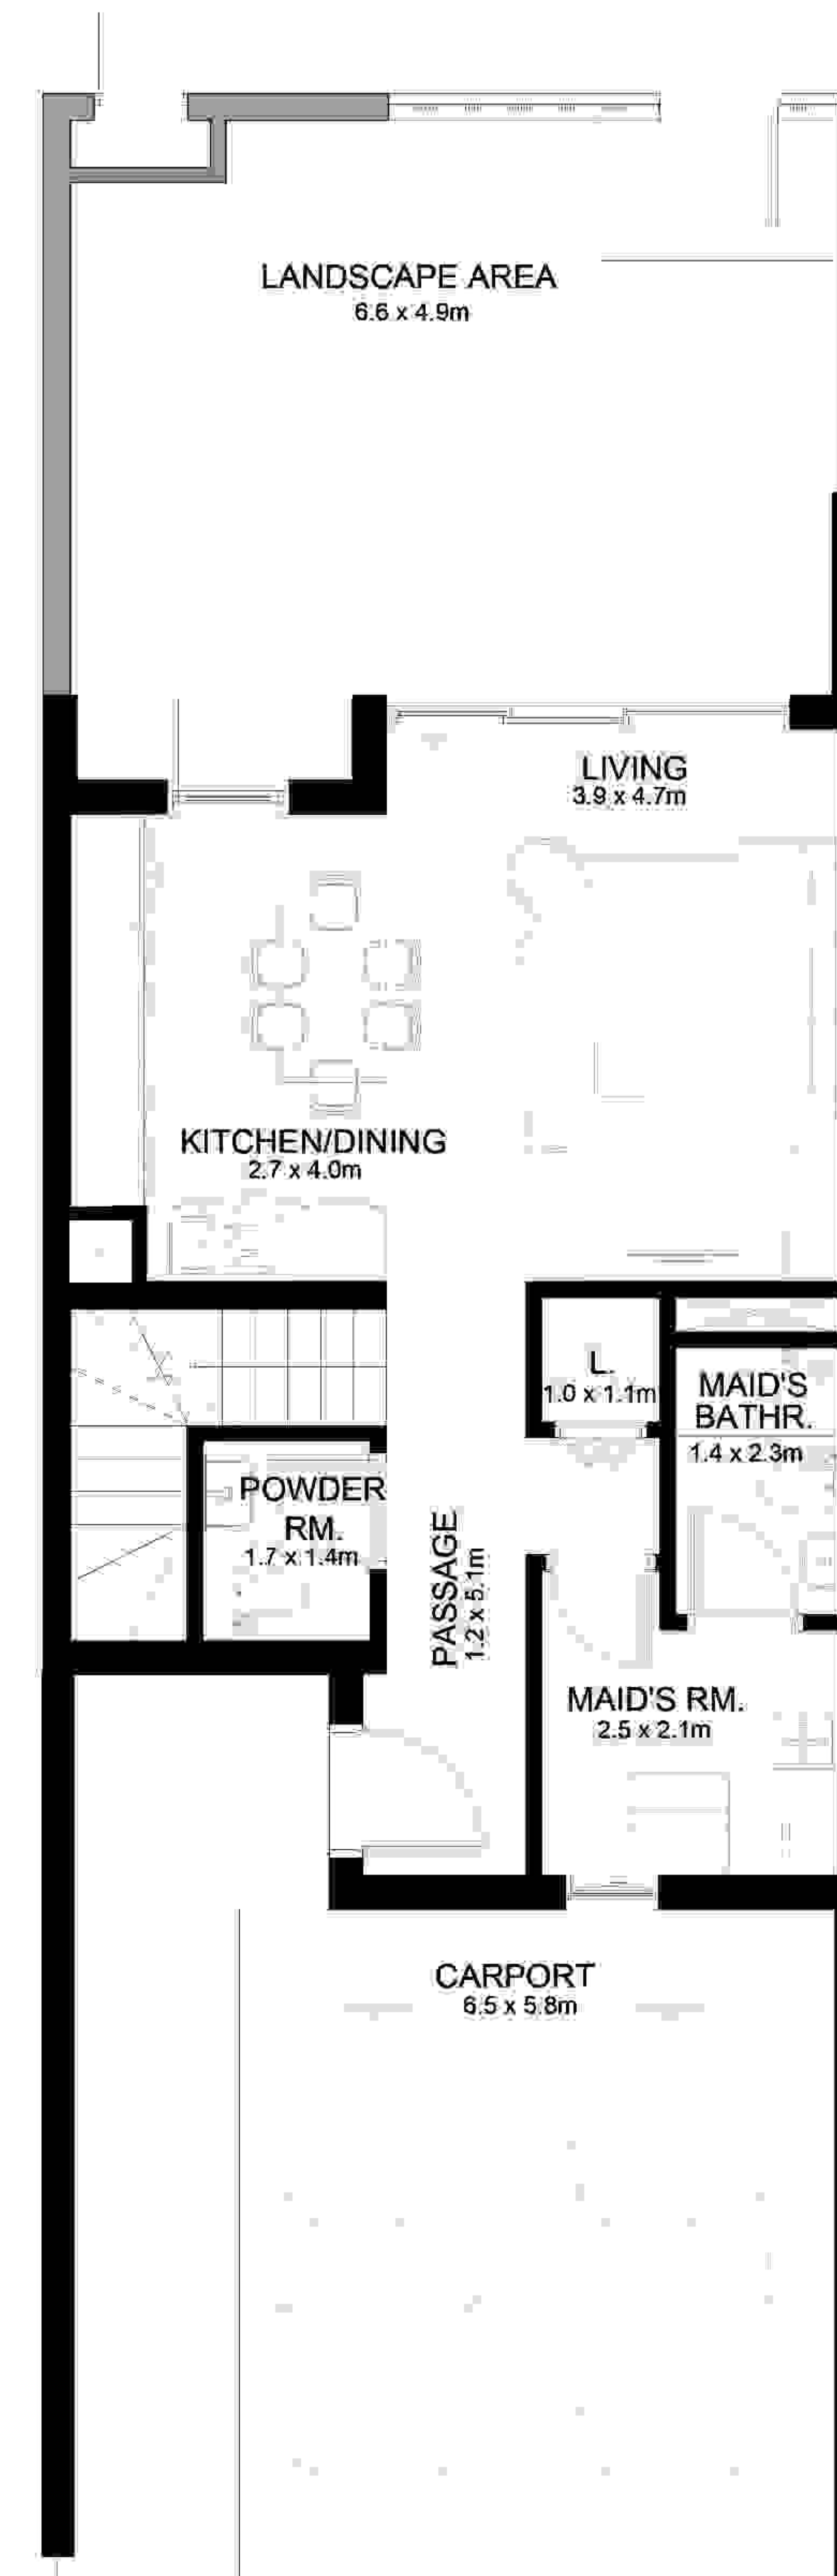 LANDSCAPE AREA
6.6 x 4.9m
LIVING
3.9 x 4.7m
KITCHEN/DINING
2.7 x 4.0m
L.
1.0 x 1.1m
MAID'S
BATHR.
1.4 x 2.3m
POWDER
RM.
1.7 x 1.4m
PASSAGE
1.2 x 5.1m
MAID'S RM.
2.5 x 2.1m
CARPORT
6.5 x 5.8m